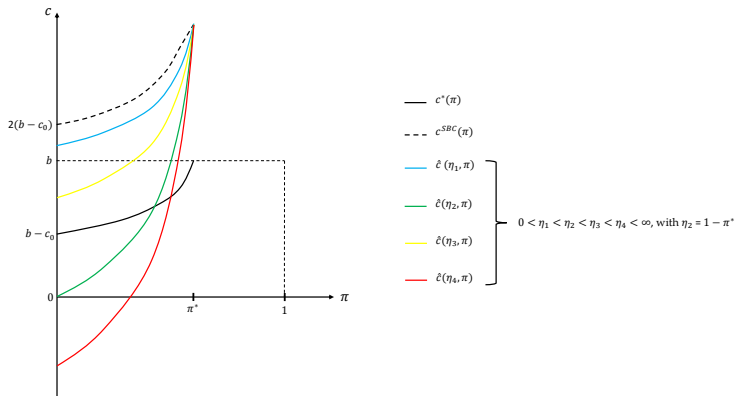 c
2(b − c₀)
b
b − c₀
0
π*
1
π
c*(π)
c^{SBC}(π)
ĉ (η₁, π)
ĉ(η₂, π)
ĉ(η₃, π)
ĉ(η₄, π)
0 < η₁ < η₂ < η₃ < η₄ < ∞, with η₂ = 1 − π*